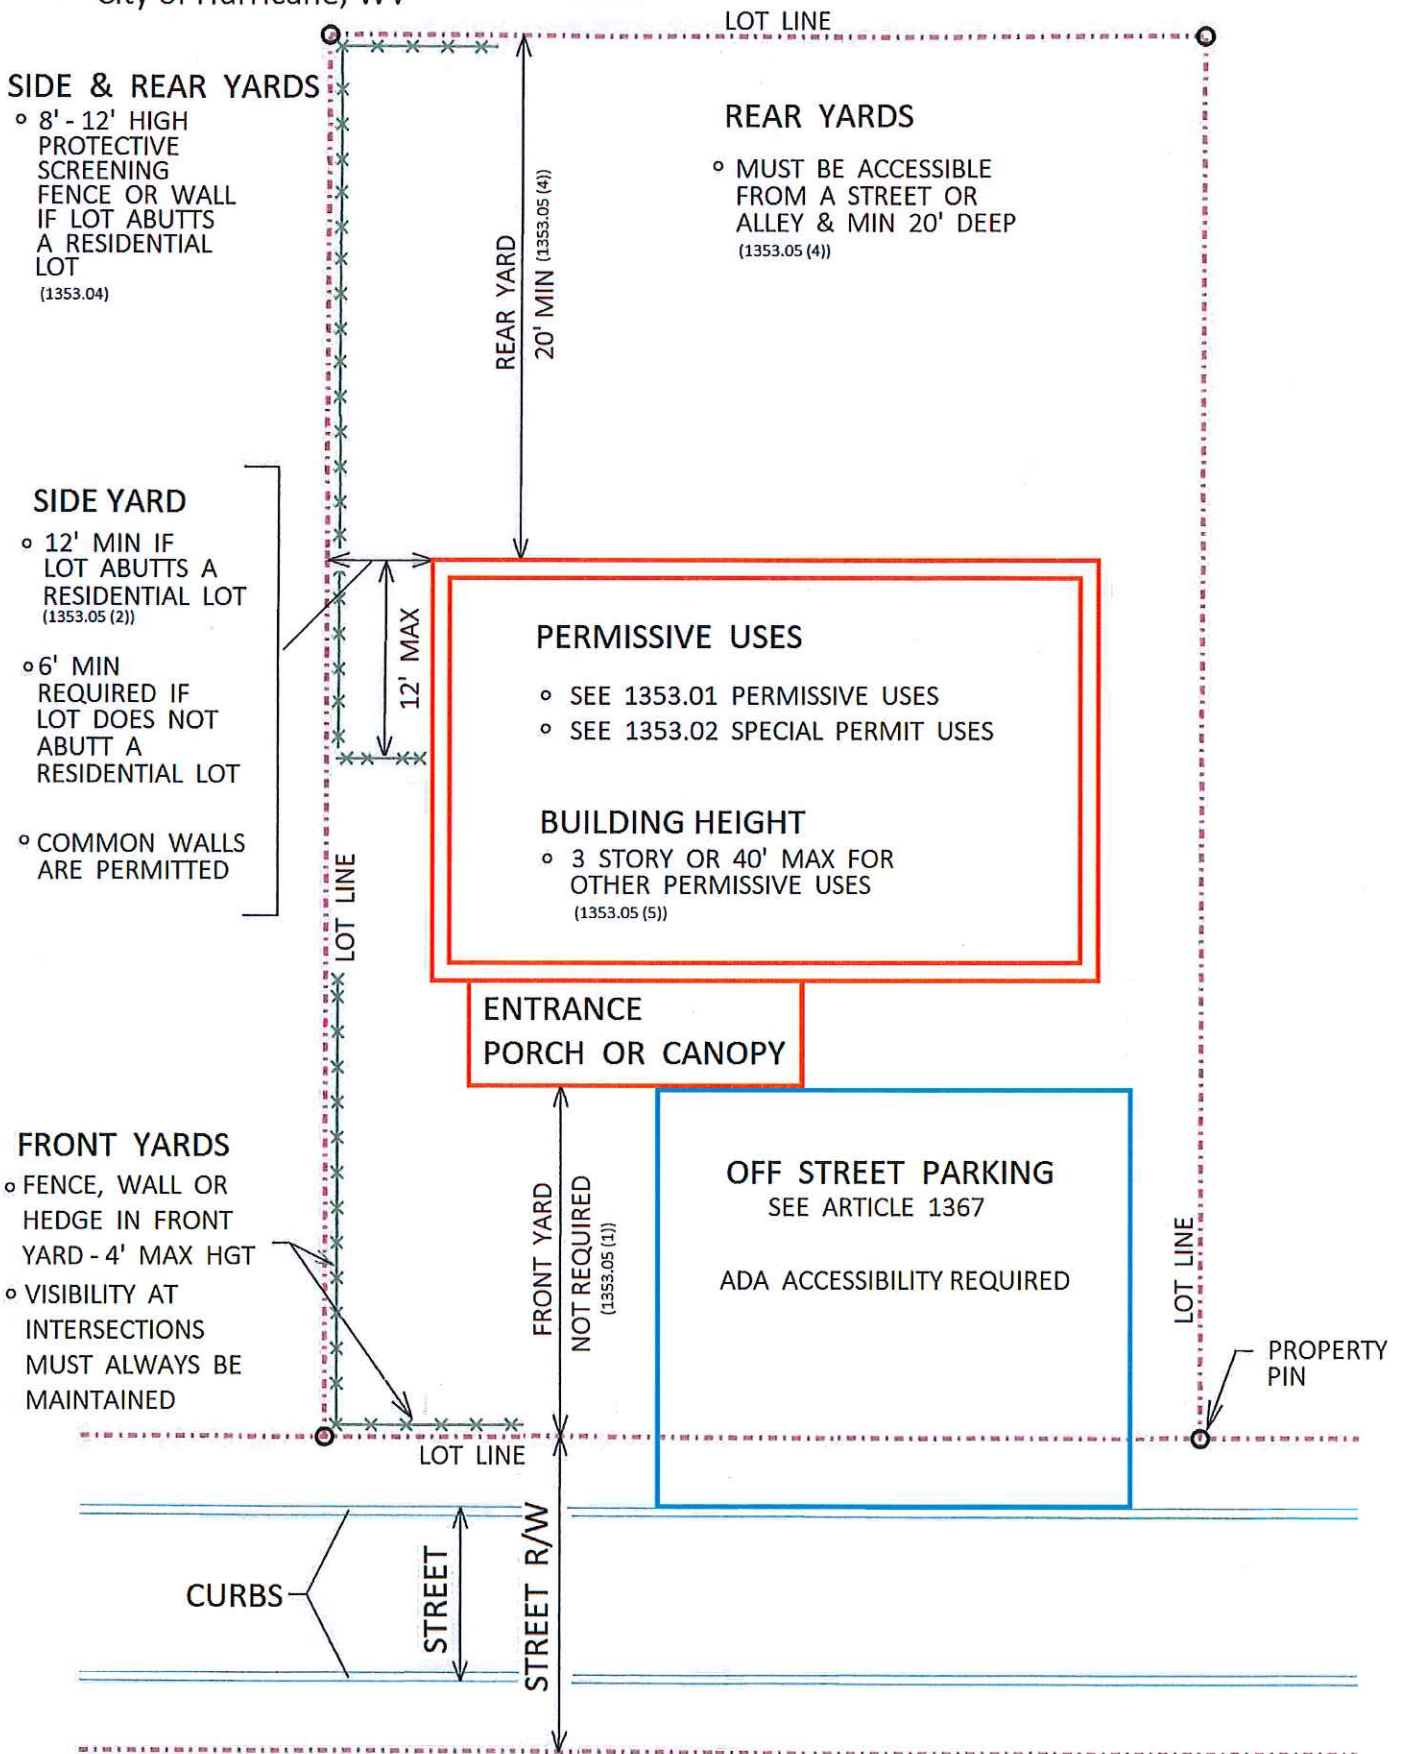 City of Hurricane, WV
LOT LINE
SIDE & REAR YARDS
8' - 12' HIGH
PROTECTIVE
SCREENING
FENCE OR WALL
IF LOT ABUTTS
A RESIDENTIAL
LOT
(1353.04)
REAR YARDS
MUST BE ACCESSIBLE
FROM A STREET OR
ALLEY & MIN 20' DEEP
(1353.05 (4))
REAR YARD
20' MIN (1353.05 (4))
SIDE YARD
12' MIN IF
LOT ABUTTS A
RESIDENTIAL LOT
(1353.05 (2))
6' MIN
REQUIRED IF
LOT DOES NOT
ABUTT A
RESIDENTIAL LOT
COMMON WALLS
ARE PERMITTED
12' MAX
PERMISSIVE USES
SEE 1353.01 PERMISSIVE USES
SEE 1353.02 SPECIAL PERMIT USES
BUILDING HEIGHT
3 STORY OR 40' MAX FOR
OTHER PERMISSIVE USES
(1353.05 (5))
LOT LINE
ENTRANCE
PORCH OR CANOPY
FRONT YARDS
FENCE, WALL OR
HEDGE IN FRONT
YARD - 4' MAX HGT
VISIBILITY AT
INTERSECTIONS
MUST ALWAYS BE
MAINTAINED
FRONT YARD
NOT REQUIRED
(1353.05 (1))
OFF STREET PARKING
SEE ARTICLE 1367
ADA ACCESSIBILITY REQUIRED
LOT LINE
PROPERTY
PIN
LOT LINE
CURBS
STREET
STREET R/W